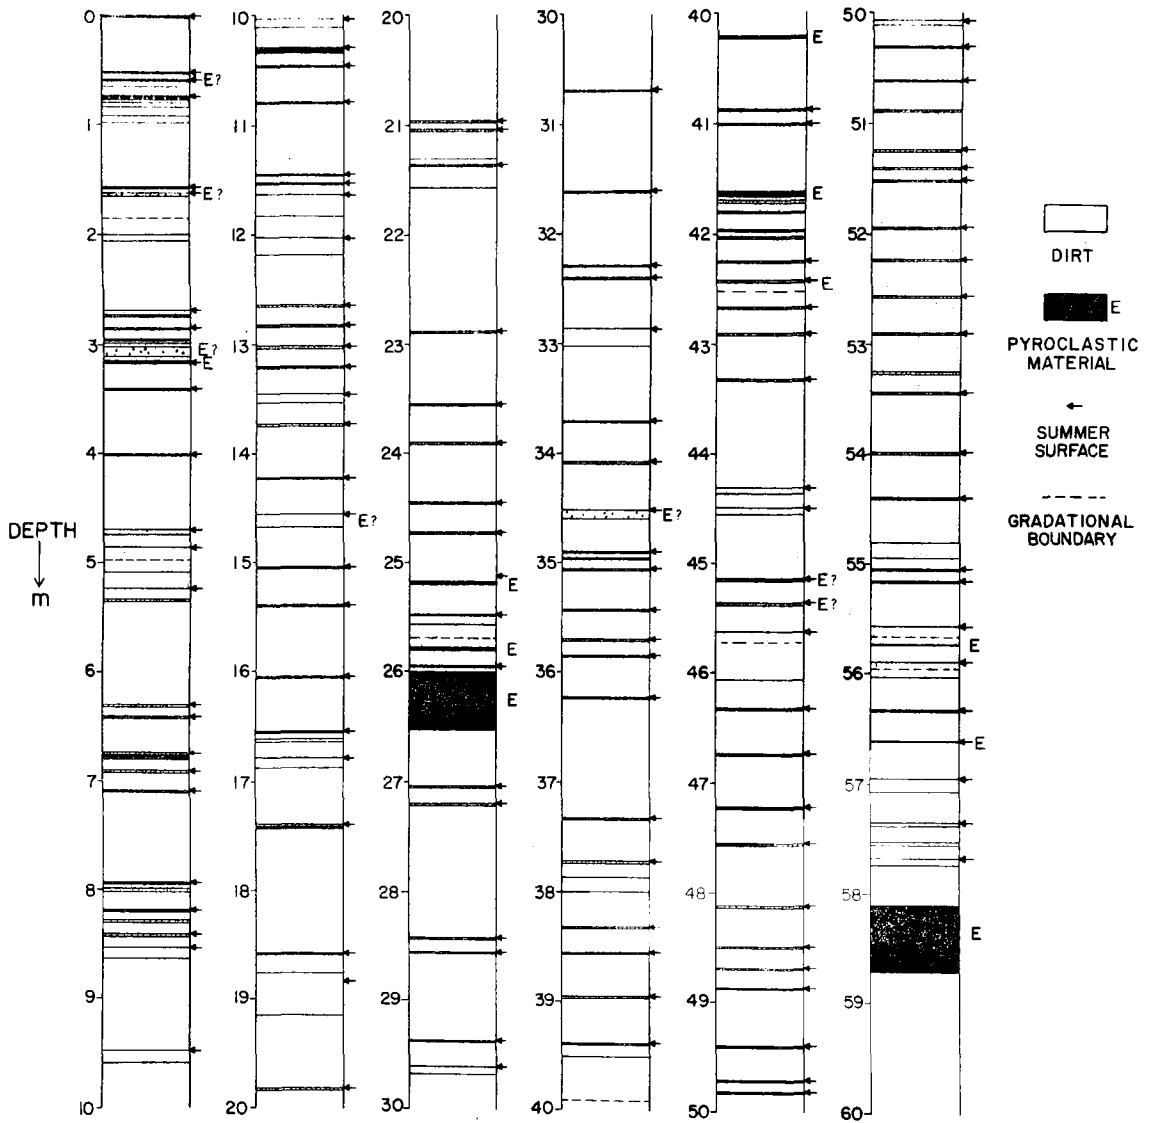 DEPTH
m
0
E?
1
E?
2
3
E?
E
4
5
6
7
8
9
10
10
11
12
13
14
E?
15
16
17
18
19
20
20
21
22
23
24
25
E
E
26
E
27
28
29
30
30
31
32
33
34
E?
35
36
37
38
39
40
40
E
41
E
42
E
43
44
45
E?
E?
46
47
48
49
50
50
51
52
53
54
55
E
56
E
57
58
E
59
60
DIRT
E
PYROCLASTIC
MATERIAL
SUMMER
SURFACE
GRADATIONAL
BOUNDARY